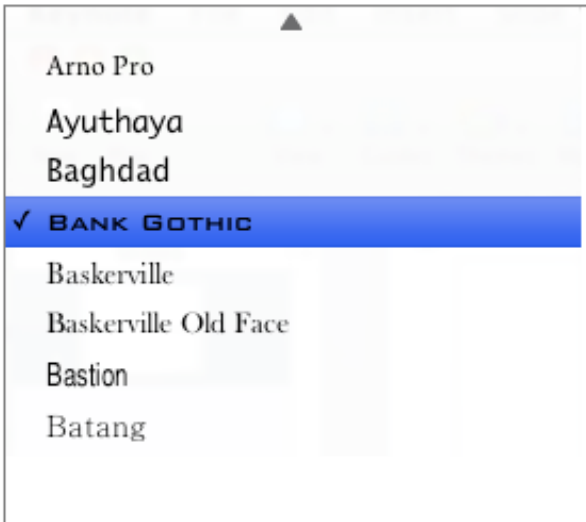 Arno Pro
Ayuthaya
Baghdad
✓ BANK GOTHIC
Baskerville
Baskerville Old Face
Bastion
Batang